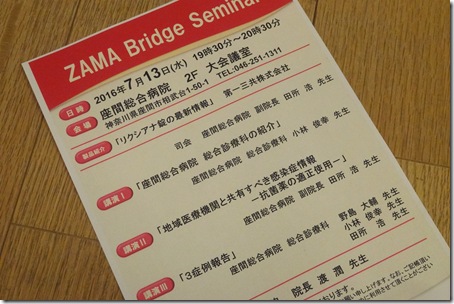 ZAMA Bridge Seminar
日時
2016年7月13日(水) 19時30分～20時30分
会場
座間総合病院 2F 大会議室
神奈川県座間市相武台1-50-1 TEL:046-251-1311
製品紹介
「リクシアナ錠の最新情報」 第一三共株式会社
司会 座間総合病院 副院長 田所 浩 先生
講演Ⅰ
「座間総合病院 総合診療科の紹介」
座間総合病院 総合診療科 小林 俊幸 先生
講演Ⅱ
「地域医療機関と共有すべき感染症情報
－抗菌薬の適正使用－」
座間総合病院 副院長 田所 浩 先生
講演Ⅲ
「3症例報告」
座間総合病院 総合診療科
野島 大輔 先生
小林 俊幸 先生
田所 浩 先生
院長 渡 潤 先生